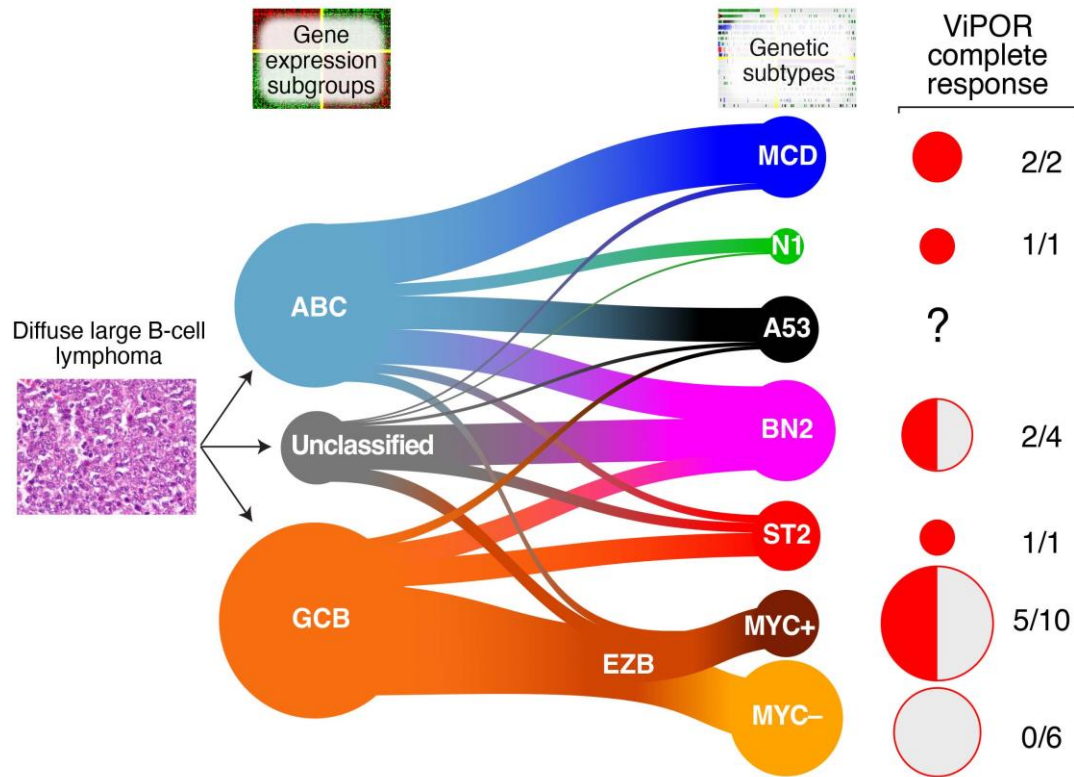 Gene
expression
subgroups
Genetic
subtypes
ViPOR
complete
response
MCD
2/2
N1
1/1
ABC
A53
?
Diffuse large B-cell
lymphoma
BN2
2/4
Unclassified
ST2
1/1
GCB
MYC+
5/10
EZB
MYC–
0/6